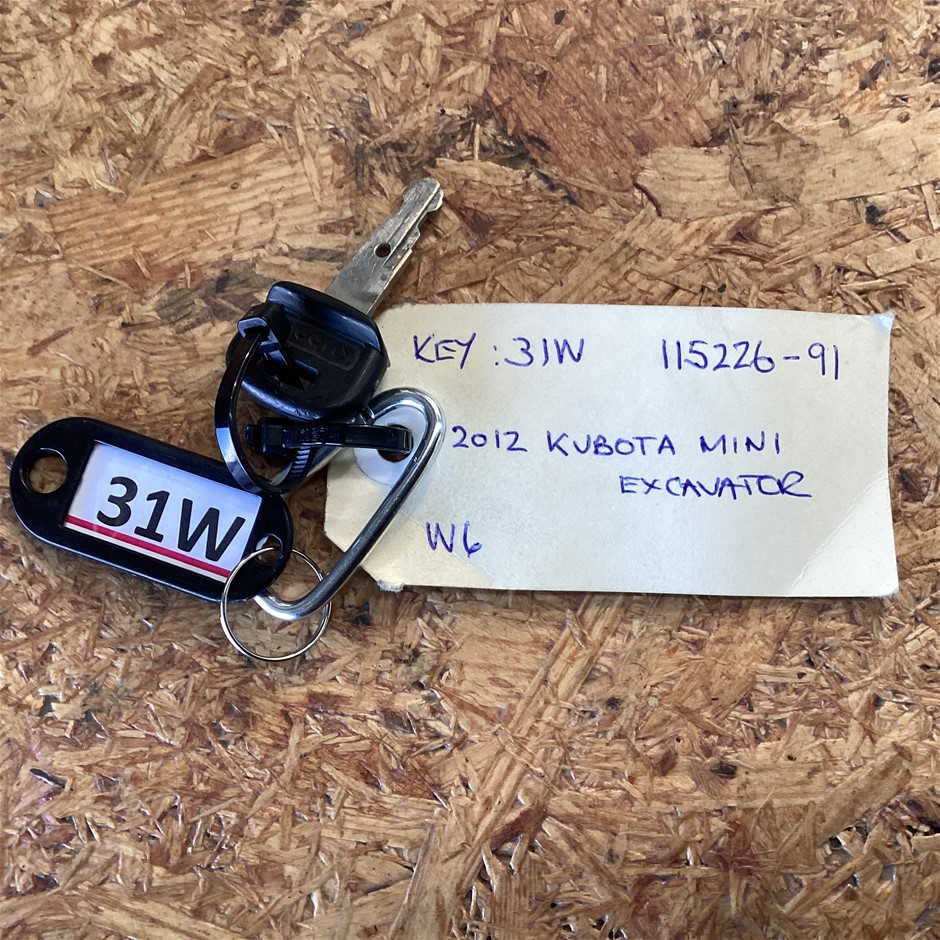 KEY : 31W 115226-91
2012 KUBOTA MINI
EXCAVATOR
W6
31W